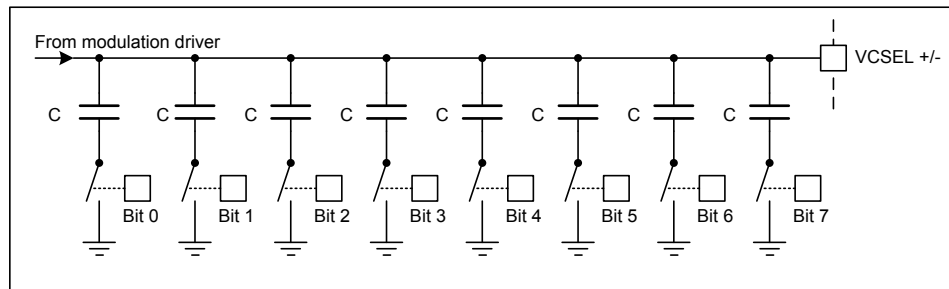 From modulation driver
VCSEL +/-
C C C C C C C C
Bit 0 Bit 1 Bit 2 Bit 3 Bit 4 Bit 5 Bit 6 Bit 7